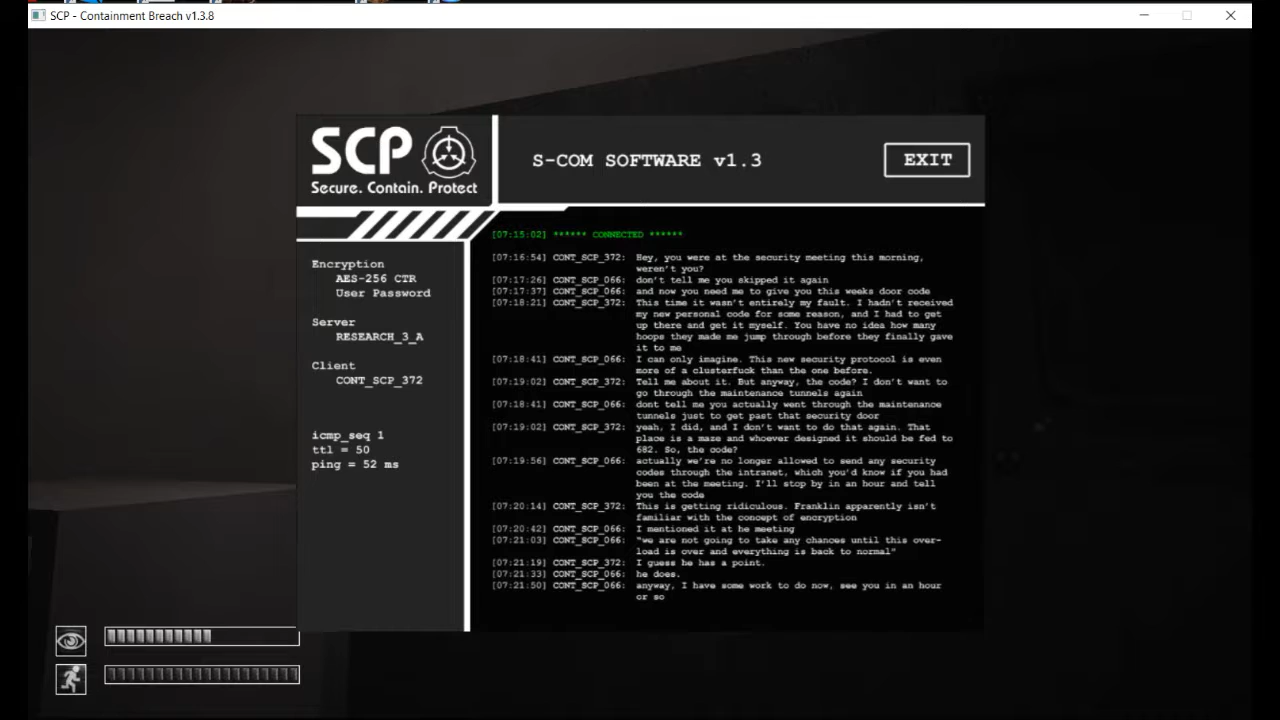 SCP - Containment Breach v1.3.8
SCP
Secure. Contain. Protect
S-COM SOFTWARE v1.3
EXIT
Encryption
AES-256 CTR
User Password
Server
RESEARCH_3_A
Client
CONT_SCP_372
icmp_seq 1
ttl = 50
ping = 52 ms
[07:15:02] ****** CONNECTED ******
[07:16:54] CONT_SCP_372: Hey, you were at the security meeting this morning,
weren't you?
[07:17:26] CONT_SCP_066: don't tell me you skipped it again
[07:17:37] CONT_SCP_066: and now you need me to give you this weeks door code
[07:18:21] CONT_SCP_372: This time it wasn't entirely my fault. I hadn't received
my new personal code for some reason, and I had to get
up there and get it myself. You have no idea how many
hoops they made me jump through before they finally gave
it to me
[07:18:41] CONT_SCP_066: I can only imagine. This new security protocol is even
more of a clusterfuck than the one before.
[07:19:02] CONT_SCP_372: Tell me about it. But anyway, the code? I don't want to
go through the maintenance tunnels again
[07:18:41] CONT_SCP_066: dont tell me you actually went through the maintenance
tunnels just to get past that security door
[07:19:02] CONT_SCP_372: yeah, I did, and I don't want to do that again. That
place is a maze and whoever designed it should be fed to
682. So, the code?
[07:19:56] CONT_SCP_066: actually we're no longer allowed to send any security
codes through the intranet, which you'd know if you had
been at the meeting. I'll stop by in an hour and tell
you the code
[07:20:14] CONT_SCP_372: This is getting ridiculous. Franklin apparently isn't
familiar with the concept of encryption
[07:20:42] CONT_SCP_066: I mentioned it at he meeting
[07:21:03] CONT_SCP_066: "we are not going to take any chances until this over-
load is over and everything is back to normal"
[07:21:19] CONT_SCP_372: I guess he has a point.
[07:21:33] CONT_SCP_066: he does.
[07:21:50] CONT_SCP_066: anyway, I have some work to do now, see you in an hour
or so